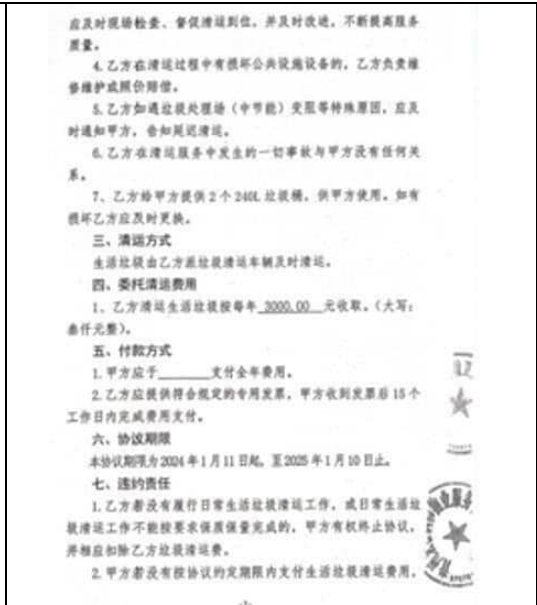 应及时现场检查、督促清运到位，并及时改进，不断提高服务
质量。
4.乙方在清运过程中有损坏公共设施设备的，乙方负责维
修维护或照价赔偿。
5.乙方如遇垃圾处理场（中节能）受限等特殊原因，应及
时通知甲方，告知延迟清运。
6.乙方在清运服务中发生的一切事故与甲方没有任何关
系。
7、乙方给甲方提供2个240L垃圾桶，供甲方使用。如有
损坏乙方应及时更换。
三、清运方式
生活垃圾由乙方派垃圾清运车辆及时清运。
四、委托清运费用
1、乙方清运生活垃圾按每年 3000.00 元收取。（大写：
叁仟元整）。
五、付款方式
1.甲方应于________支付全年费用。
2.乙方应提供符合规定的专用发票，甲方收到发票后15个
工作日内完成费用支付。
六、协议期限
本协议期限为2024年1月11日起，至2025年1月10日止。
七、违约责任
1.乙方若没有履行日常生活垃圾清运工作，或日常生活垃
圾清运工作不能按要求保质保量完成的，甲方有权终止协议，
并相应扣除乙方垃圾清运费。
2.甲方若没有按协议约定期限内支付生活垃圾清运费用，